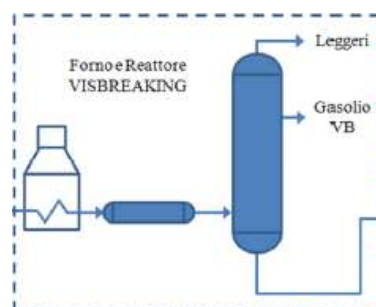 Leggeri
Forno e Reattore
VISBREAKING
Gasolio
VB